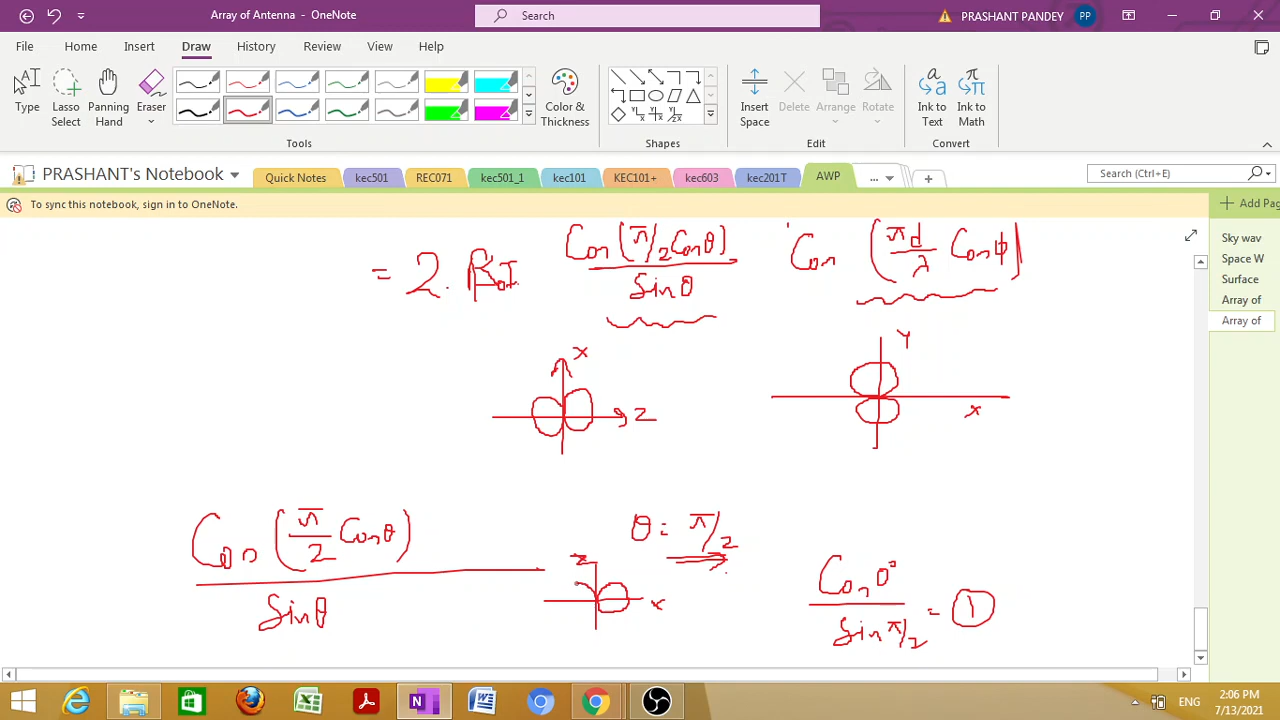 Array of Antenna - OneNote
Search
PRASHANT PANDEY
PP
File Home Insert Draw History Review View Help
Type
Lasso Select
Panning Hand
Eraser
Color & Thickness
Insert Space
Delete
Arrange
Rotate
Ink to Text
Ink to Math
Tools
Shapes
Edit
Convert
PRASHANT's Notebook
Quick Notes kec501 REC071 kec501_1 kec101 KEC101+ kec603 kec201T AWP ...
Search (Ctrl+E)
To sync this notebook, sign in to OneNote.
Add Pag
Sky wav
Space W
Surface
Array of
Array of
= 2. Cos (π/2 Cosθ) / Sinθ Cos (πd/λ Cosφ)
X
Z
Y
X
Cos (π/2 Cosθ) / Sinθ
θ = π/2
Z
X
Cos 0° / Sin π/2 = 1
ENG
2:06 PM
7/13/2021